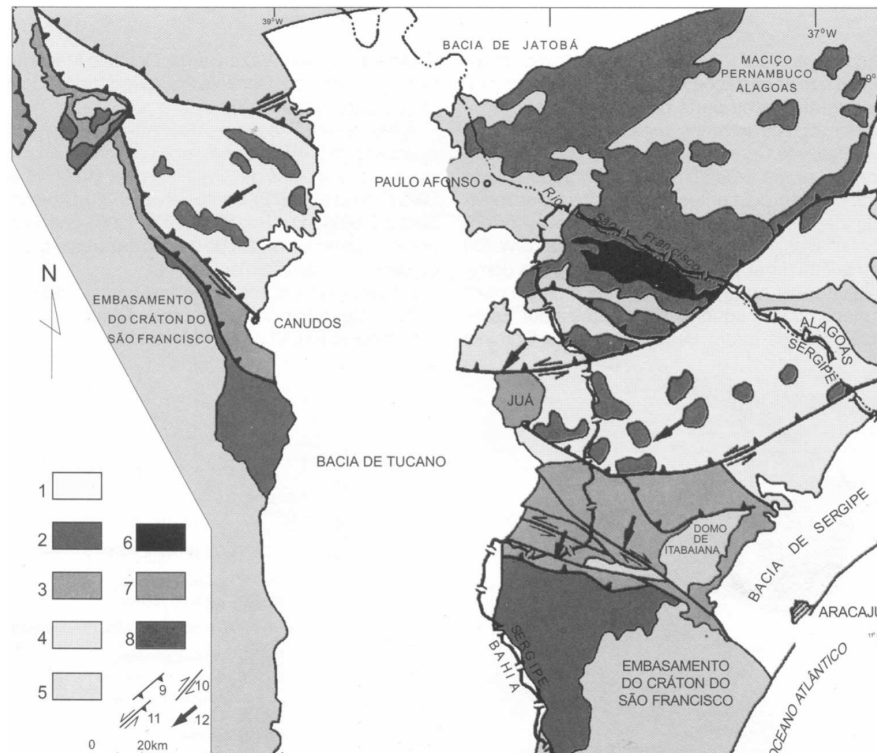 39°W
37°W
BACIA DE JATOBÁ
MACIÇO
PERNAMBUCO
ALAGOAS
9°
PAULO AFONSO
Rio
São
Francisco
N
EMBASAMENTO
DO CRÁTON DO
SÃO FRANCISCO
CANUDOS
ALAGOAS
SERGIPE
JUÁ
BACIA DE TUCANO
1
2
6
3
7
4
8
5
9
10
11
12
0
20km
DOMO
DE
ITABAIANA
BACIA DE SERGIPE
ARACAJU
SERGIPE
BAHIA
EMBASAMENTO
DO CRÁTON DO
SÃO FRANCISCO
OCEANO ATLÂNTICO